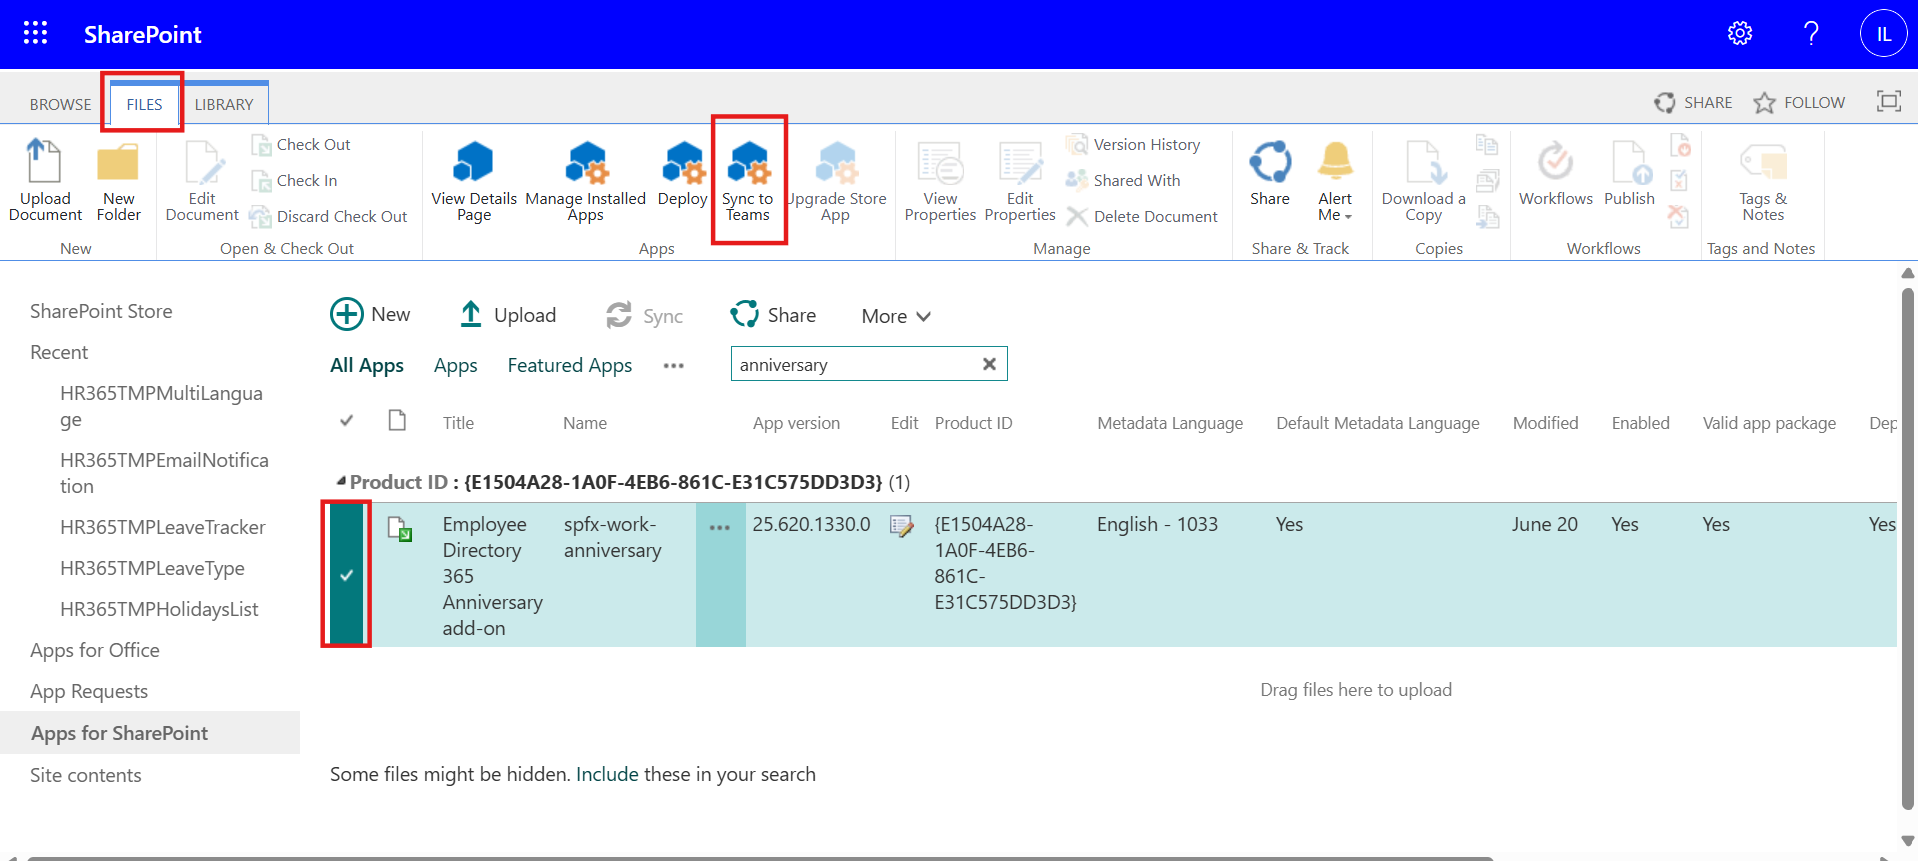 SharePoint
?
IL
BROWSE FILES LIBRARY
SHARE FOLLOW
Upload Document
New Folder
New
Edit Document
Check Out
Check In
Discard Check Out
Open & Check Out
View Details Page
Manage Installed Apps
Deploy
Sync to Teams
Upgrade Store App
Apps
View Properties
Edit Properties
Version History
Shared With
Delete Document
Manage
Share
Alert Me
Share & Track
Download a Copy
Copies
Workflows
Publish
Workflows
Tags & Notes
Tags and Notes
SharePoint Store
Recent
HR365TMPMultiLangua
ge
HR365TMPEmailNotifica
tion
HR365TMPLeaveTracker
HR365TMPLeaveType
HR365TMPHolidaysList
Apps for Office
App Requests
Apps for SharePoint
Site contents
New Upload Sync Share More
All Apps Apps Featured Apps ... anniversary
Title Name App version Edit Product ID Metadata Language Default Metadata Language Modified Enabled Valid app package Dep
Product ID : {E1504A28-1A0F-4EB6-861C-E31C575DD3D3} (1)
Employee Directory 365 Anniversary add-on
spfx-work-anniversary
...
25.620.1330.0
{E1504A28-1A0F-4EB6-861C-E31C575DD3D3}
English - 1033
Yes
June 20
Yes
Yes
Yes
Drag files here to upload
Some files might be hidden. Include these in your search